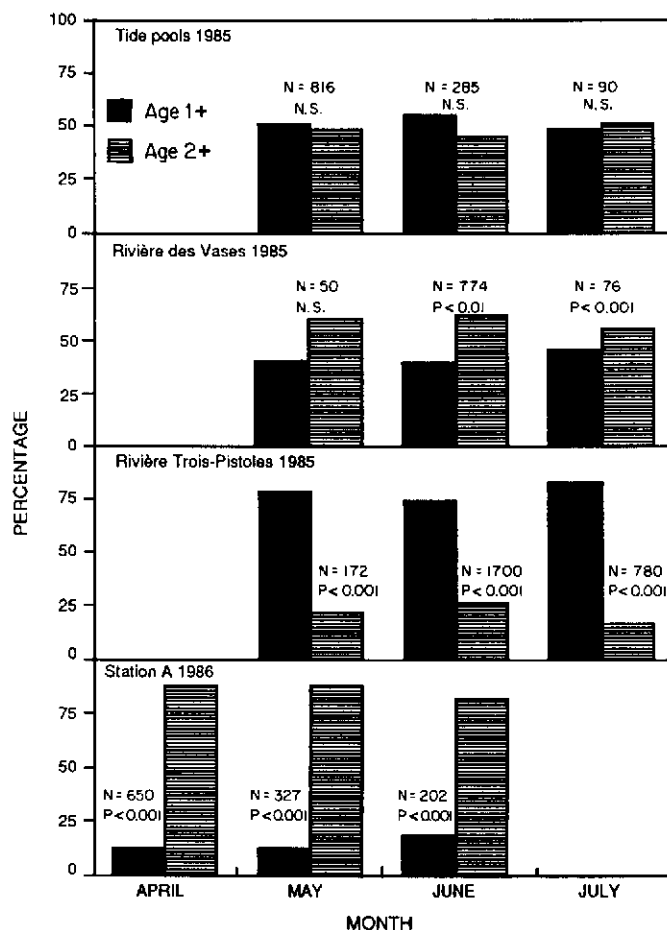 100
Tide pools 1985
75
50
25
0
Age 1+
Age 2+
N = 816
N.S.
N = 285
N.S.
N = 90
N.S.
Rivière des Vases 1985
75
50
25
0
N = 50
N.S.
N = 774
P < 0.01
N = 76
P < 0.001
PERCENTAGE
Rivière Trois-Pistoles 1985
75
50
25
0
N = 172
P < 0.001
N = 1700
P < 0.001
N = 780
P < 0.001
Station A 1986
75
50
25
0
N = 650
P < 0.001
N = 327
P < 0.001
N = 202
P < 0.001
APRIL MAY JUNE JULY
MONTH